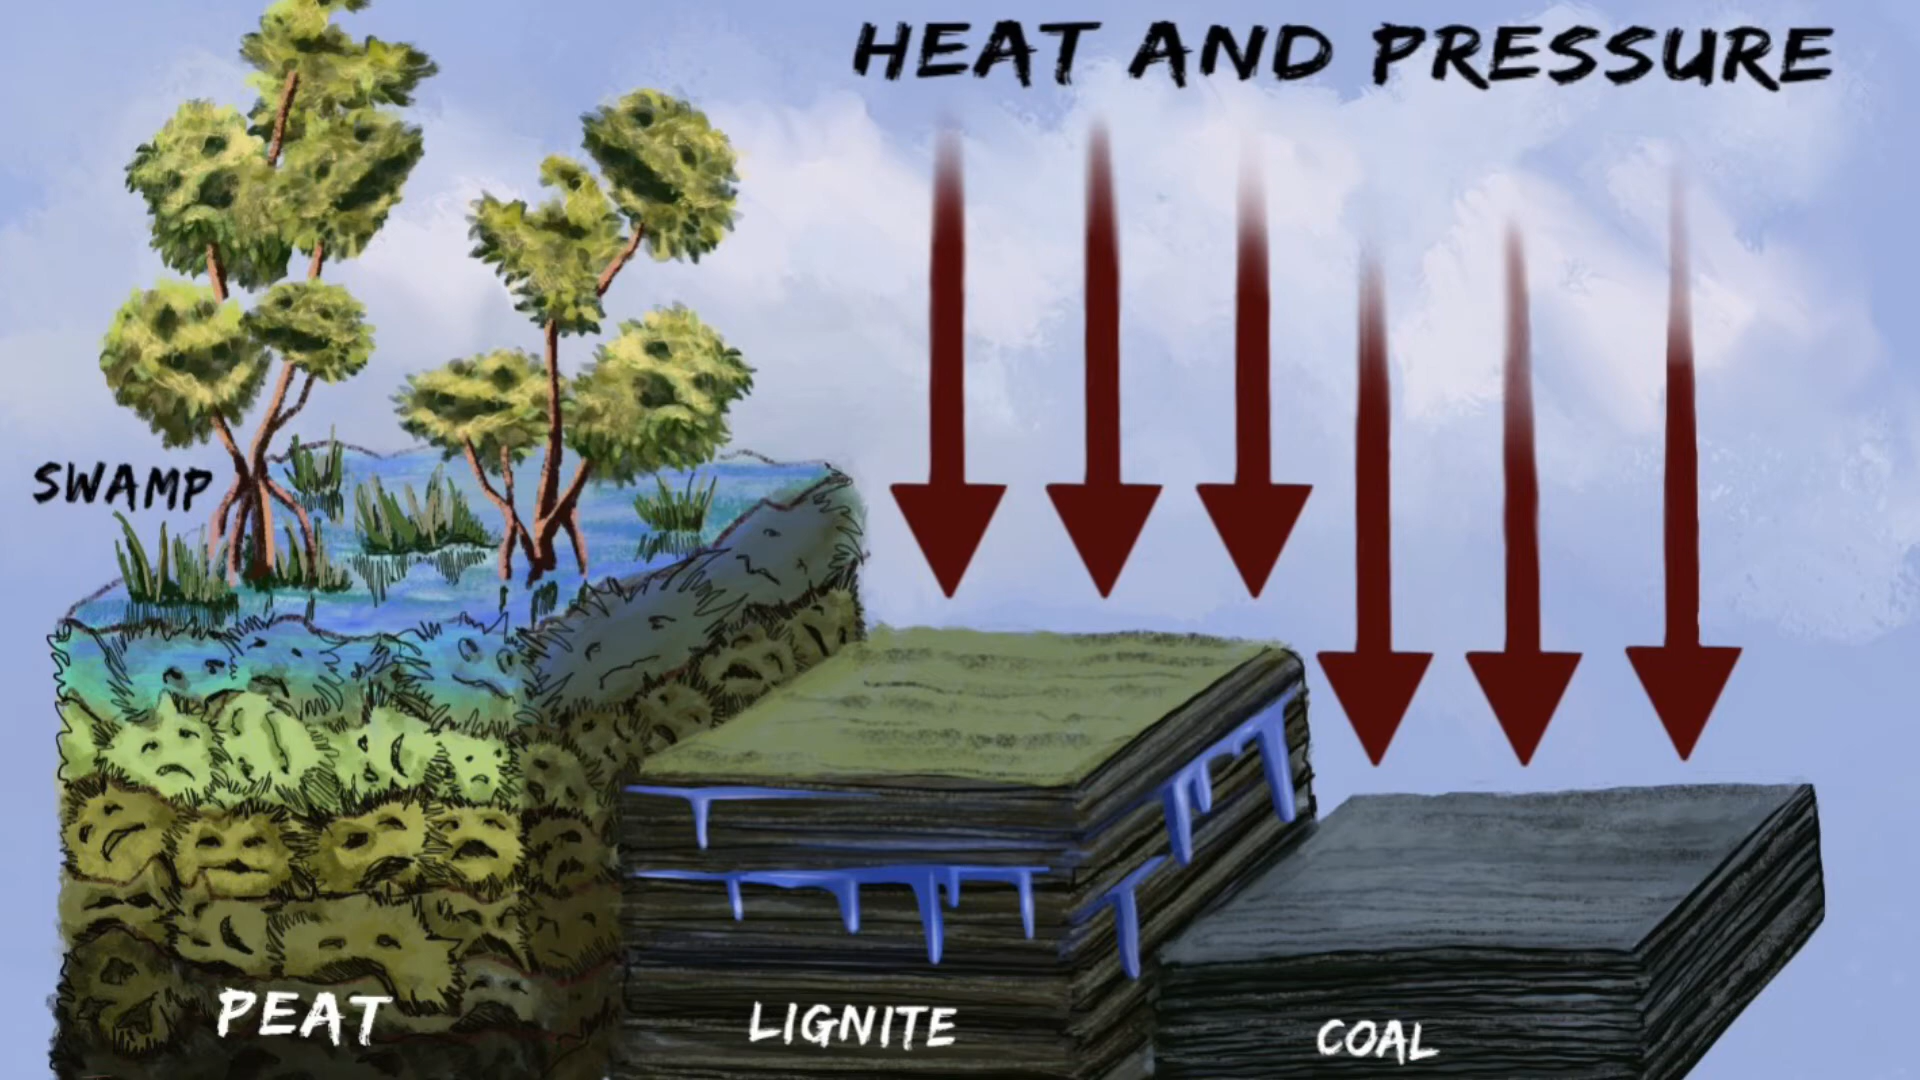 HEAT AND PRESSURE
SWAMP
PEAT
LIGNITE
COAL